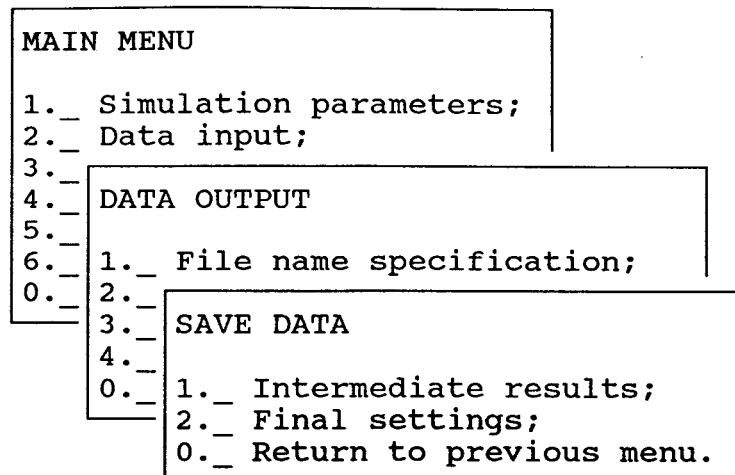 MAIN MENU
1._ Simulation parameters;
2._ Data input;
3._
4._
5._
6._
0._
DATA OUTPUT
1._ File name specification;
2._
3._
4._
0._
SAVE DATA
1._ Intermediate results;
2._ Final settings;
0._ Return to previous menu.